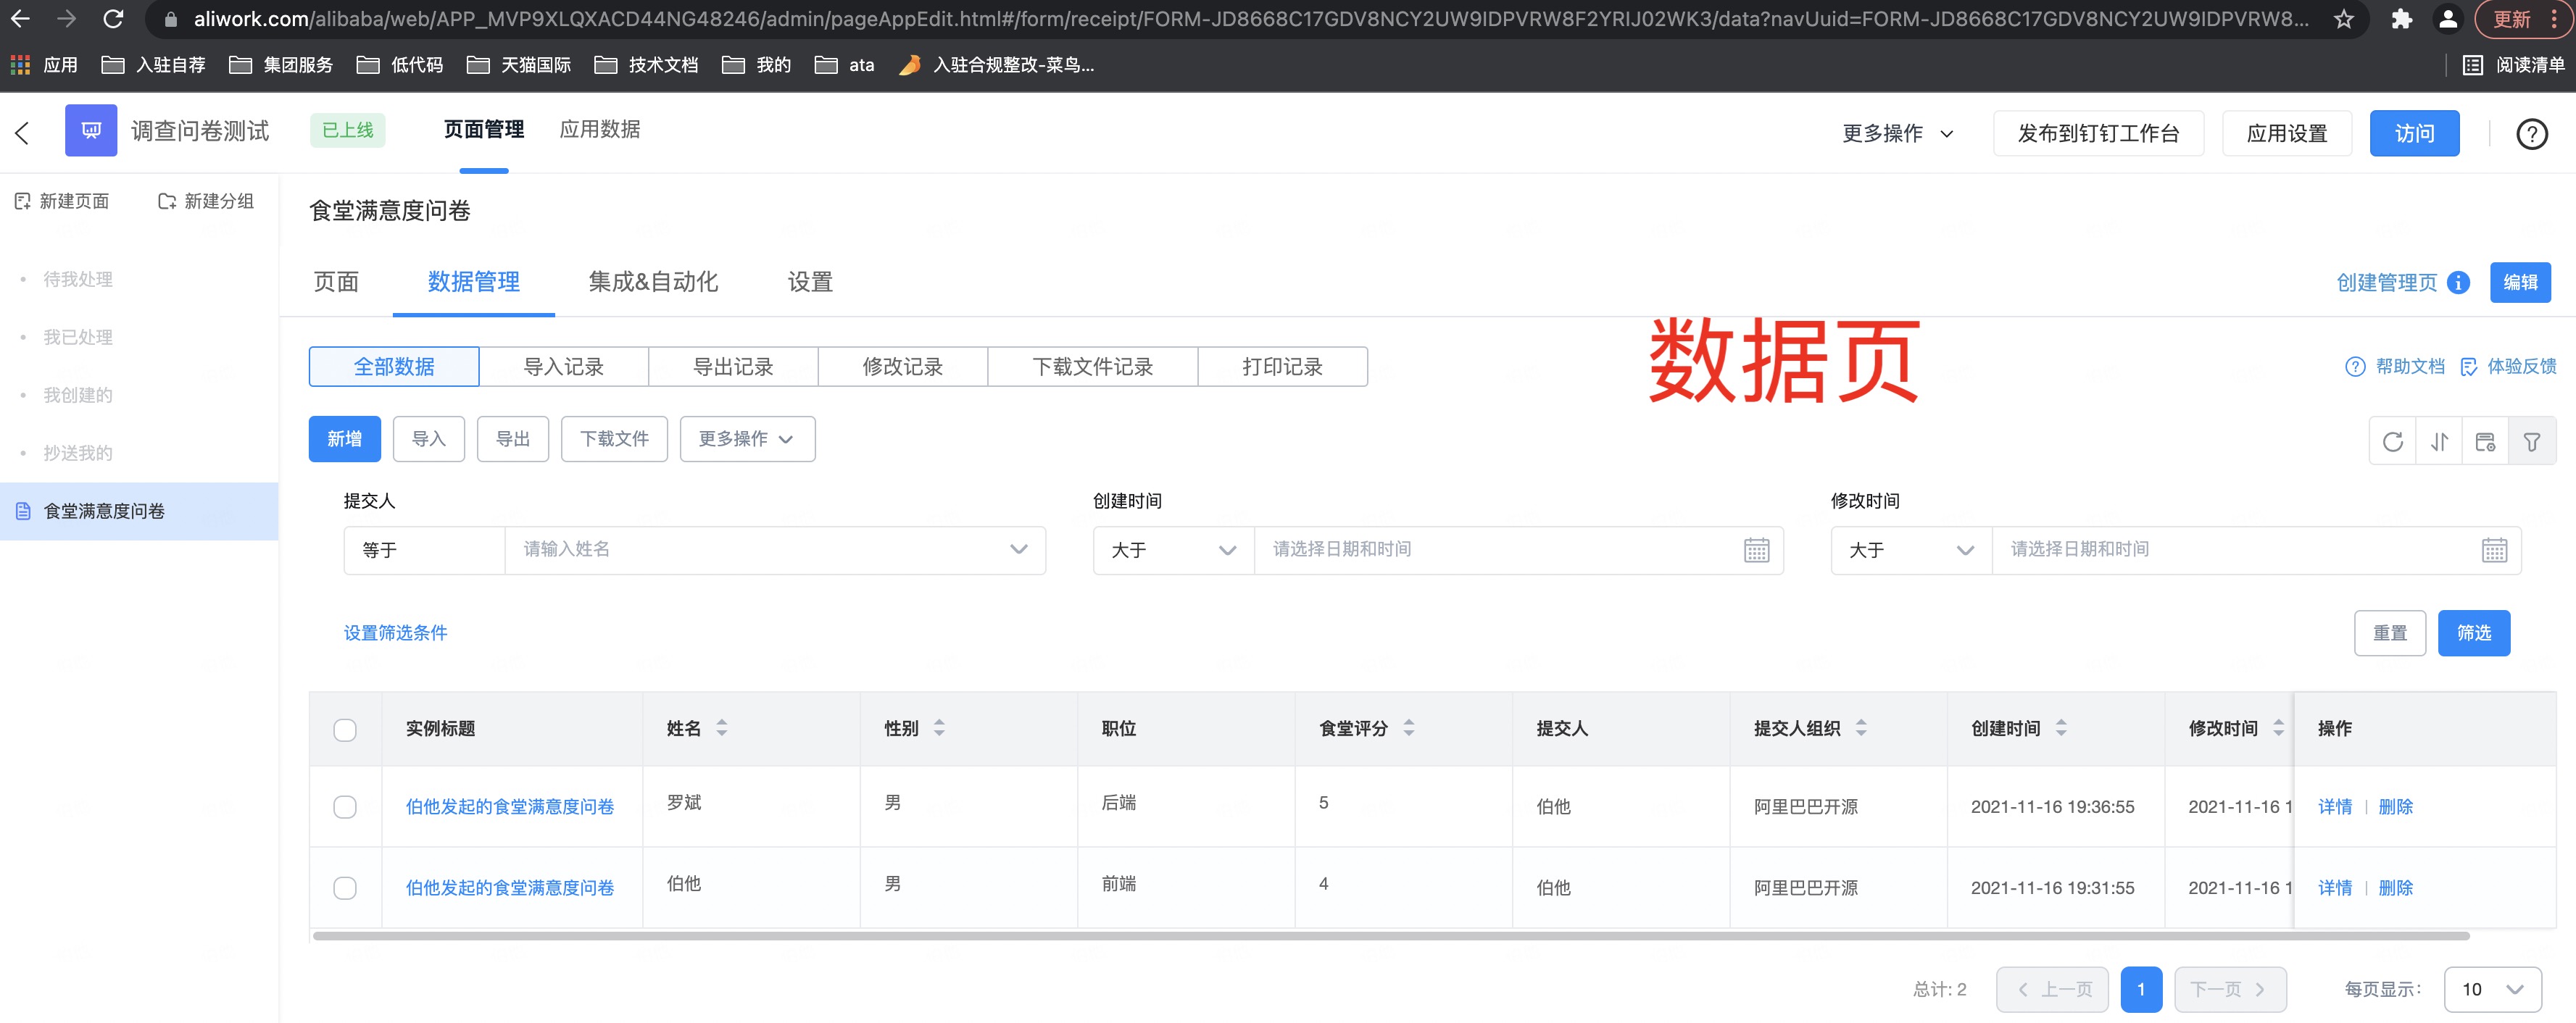 aliwork.com/alibaba/web/APP_MVP9XLQXACD44NG48246/admin/pageAppEdit.html#/form/receipt/FORM-JD8668C17GDV8NCY2UW9IDPVRW8F2YRIJ02WK3/data?navUuid=FORM-JD8668C17GDV8NCY2UW9IDPVRW8... 更新
应用 入驻自荐 集团服务 低代码 天猫国际 技术文档 我的 ata 入驻合规整改-菜鸟... 阅读清单
调查问卷测试 已上线 页面管理 应用数据 更多操作 发布到钉钉工作台 应用设置 访问
新建页面 新建分组
待我处理
我已处理
我创建的
抄送我的
食堂满意度问卷
食堂满意度问卷
页面 数据管理 集成&自动化 设置 创建管理页 编辑
数据页
全部数据 导入记录 导出记录 修改记录 下载文件记录 打印记录 帮助文档 体验反馈
新增 导入 导出 下载文件 更多操作
提交人 创建时间 修改时间
等于 请输入姓名 大于 请选择日期和时间 大于 请选择日期和时间
设置筛选条件 重置 筛选
实例标题 姓名 性别 职位 食堂评分 提交人 提交人组织 创建时间 修改时间 操作
伯他发起的食堂满意度问卷 罗斌 男 后端 5 伯他 阿里巴巴开源 2021-11-16 19:36:55 2021-11-16 1 详情 | 删除
伯他发起的食堂满意度问卷 伯他 男 前端 4 伯他 阿里巴巴开源 2021-11-16 19:31:55 2021-11-16 1 详情 | 删除
总计: 2 上一页 1 下一页 每页显示: 10